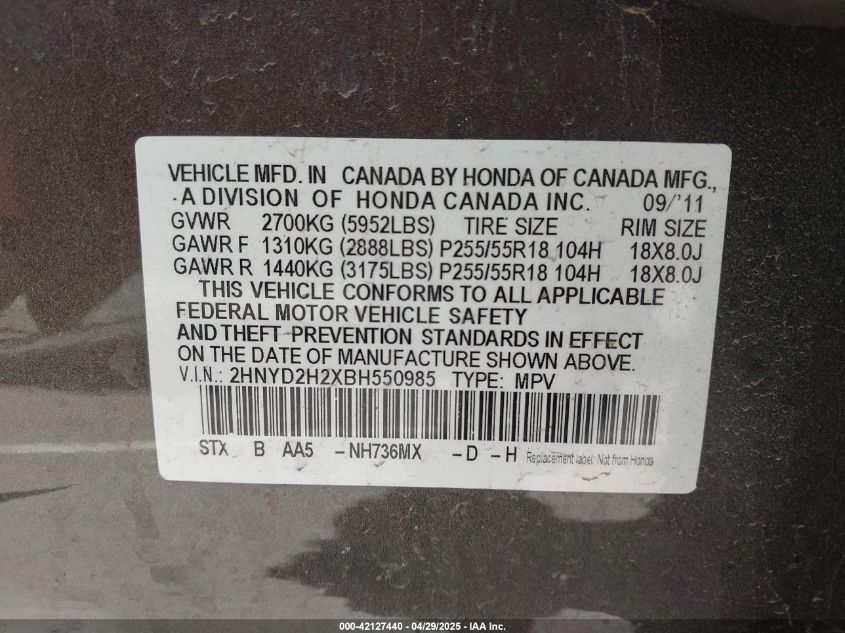 VEHICLE MFD. IN CANADA BY HONDA OF CANADA MFG.,
A DIVISION OF HONDA CANADA INC. 09/'11
GVWR 2700KG (5952LBS) TIRE SIZE RIM SIZE
GAWR F 1310KG (2888LBS) P255/55R18 104H 18X8.0J
GAWR R 1440KG (3175LBS) P255/55R18 104H 18X8.0J
THIS VEHICLE CONFORMS TO ALL APPLICABLE
FEDERAL MOTOR VEHICLE SAFETY
AND THEFT PREVENTION STANDARDS IN EFFECT
ON THE DATE OF MANUFACTURE SHOWN ABOVE.
V.I.N.: 2HNYD2H2XBH550985 TYPE: MPV
STX B AA5 -NH736MX -D -H Replacement label: Not from Honda
000-42127440 - 04/29/2025 - IAA Inc.